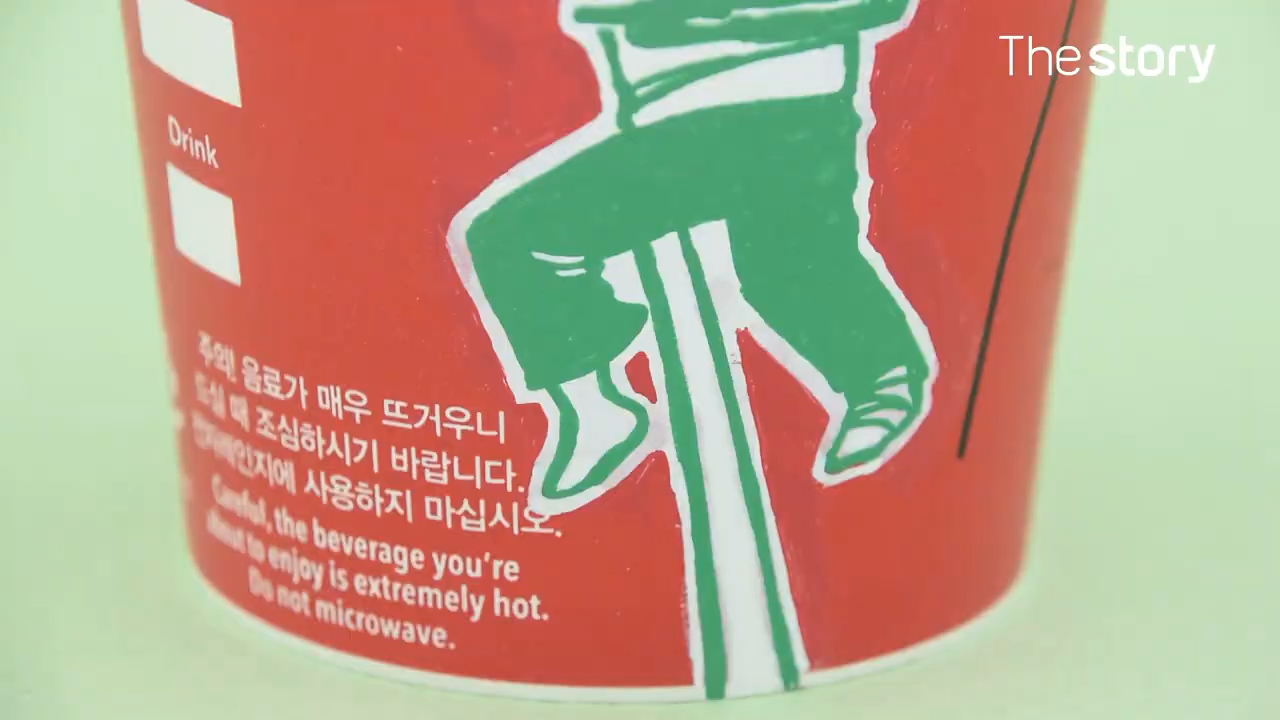 The story
Drink
주의! 음료가 매우 뜨거우니
드실 때 조심하시기 바랍니다.
전자레인지에 사용하지 마십시오.
Careful, the beverage you're
about to enjoy is extremely hot.
Do not microwave.